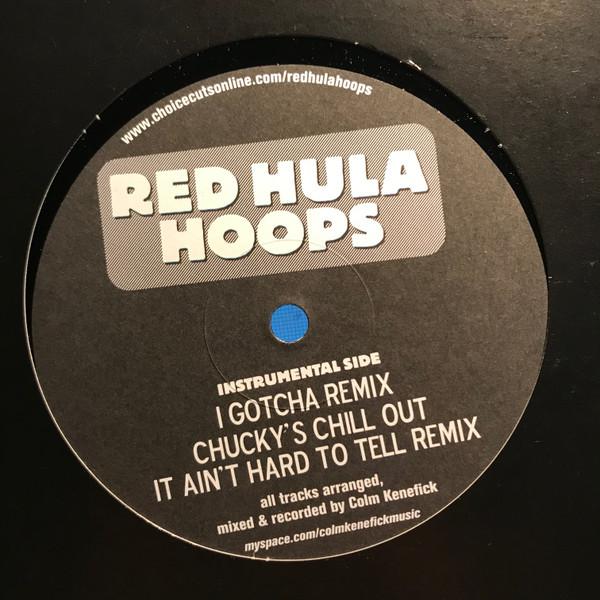 www.choicecutsonline.com/redhulahoops
RED HULA
HOOPS
INSTRUMENTAL SIDE
I GOTCHA REMIX
CHUCKY'S CHILL OUT
IT AIN'T HARD TO TELL REMIX
all tracks arranged,
mixed & recorded by Colm Kenefick
myspace.com/colmkenefickmusic